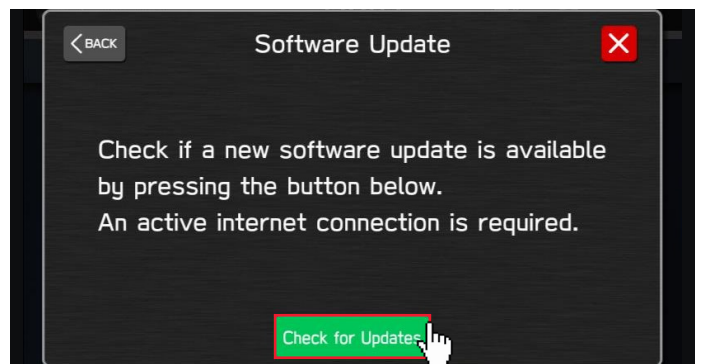 BACK
Software Update
Check if a new software update is available
by pressing the button below.
An active internet connection is required.
Check for Updates